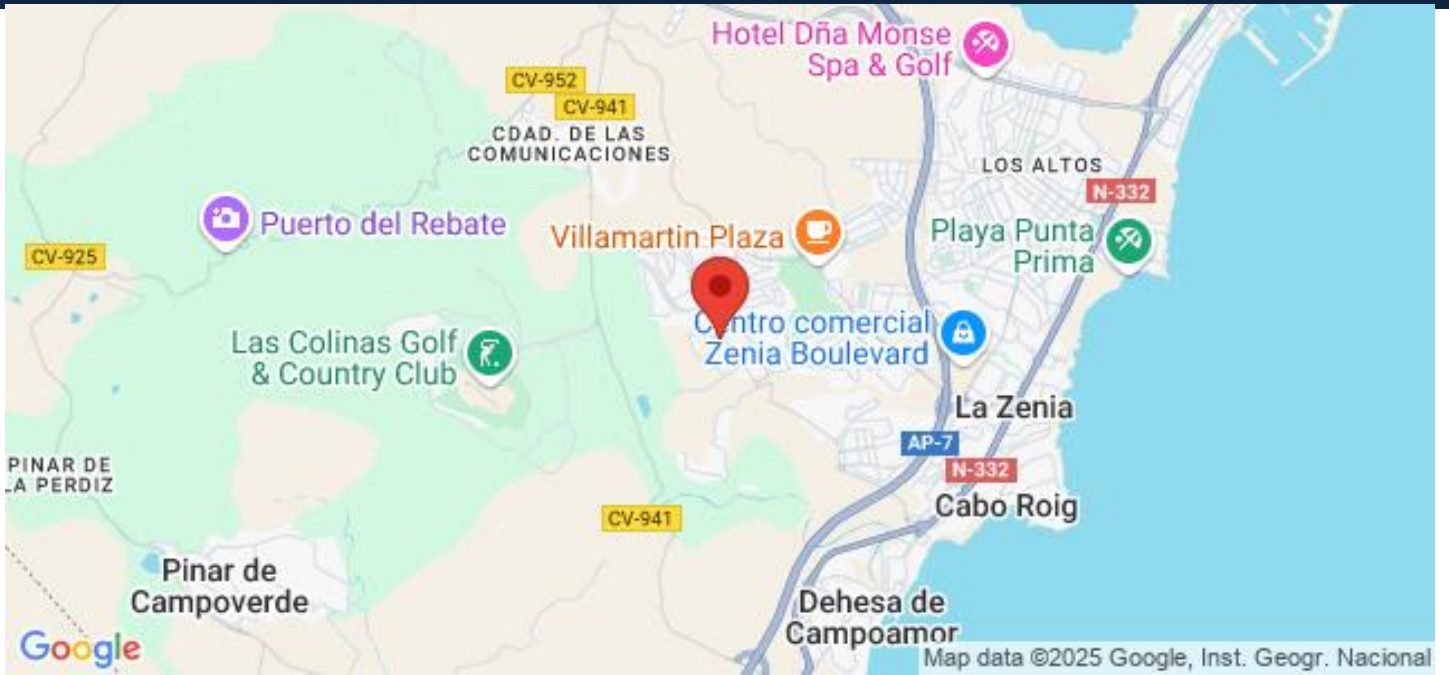 Hotel Dña Monse
Spa & Golf
CV-952
CV-941
CDAD. DE LAS
COMUNICACIONES
LOS ALTOS
N-332
Puerto del Rebate
Villamartin Plaza
Playa Punta
Prima
CV-925
Centro comercial
Zenia Boulevard
Las Colinas Golf
& Country Club
La Zenia
AP-7
N-332
PINAR DE
LA PERDIZ
Cabo Roig
CV-941
Pinar de
Campoverde
Dehesa de
Campoamor
Google
Map data ©2025 Google, Inst. Geogr. Nacional